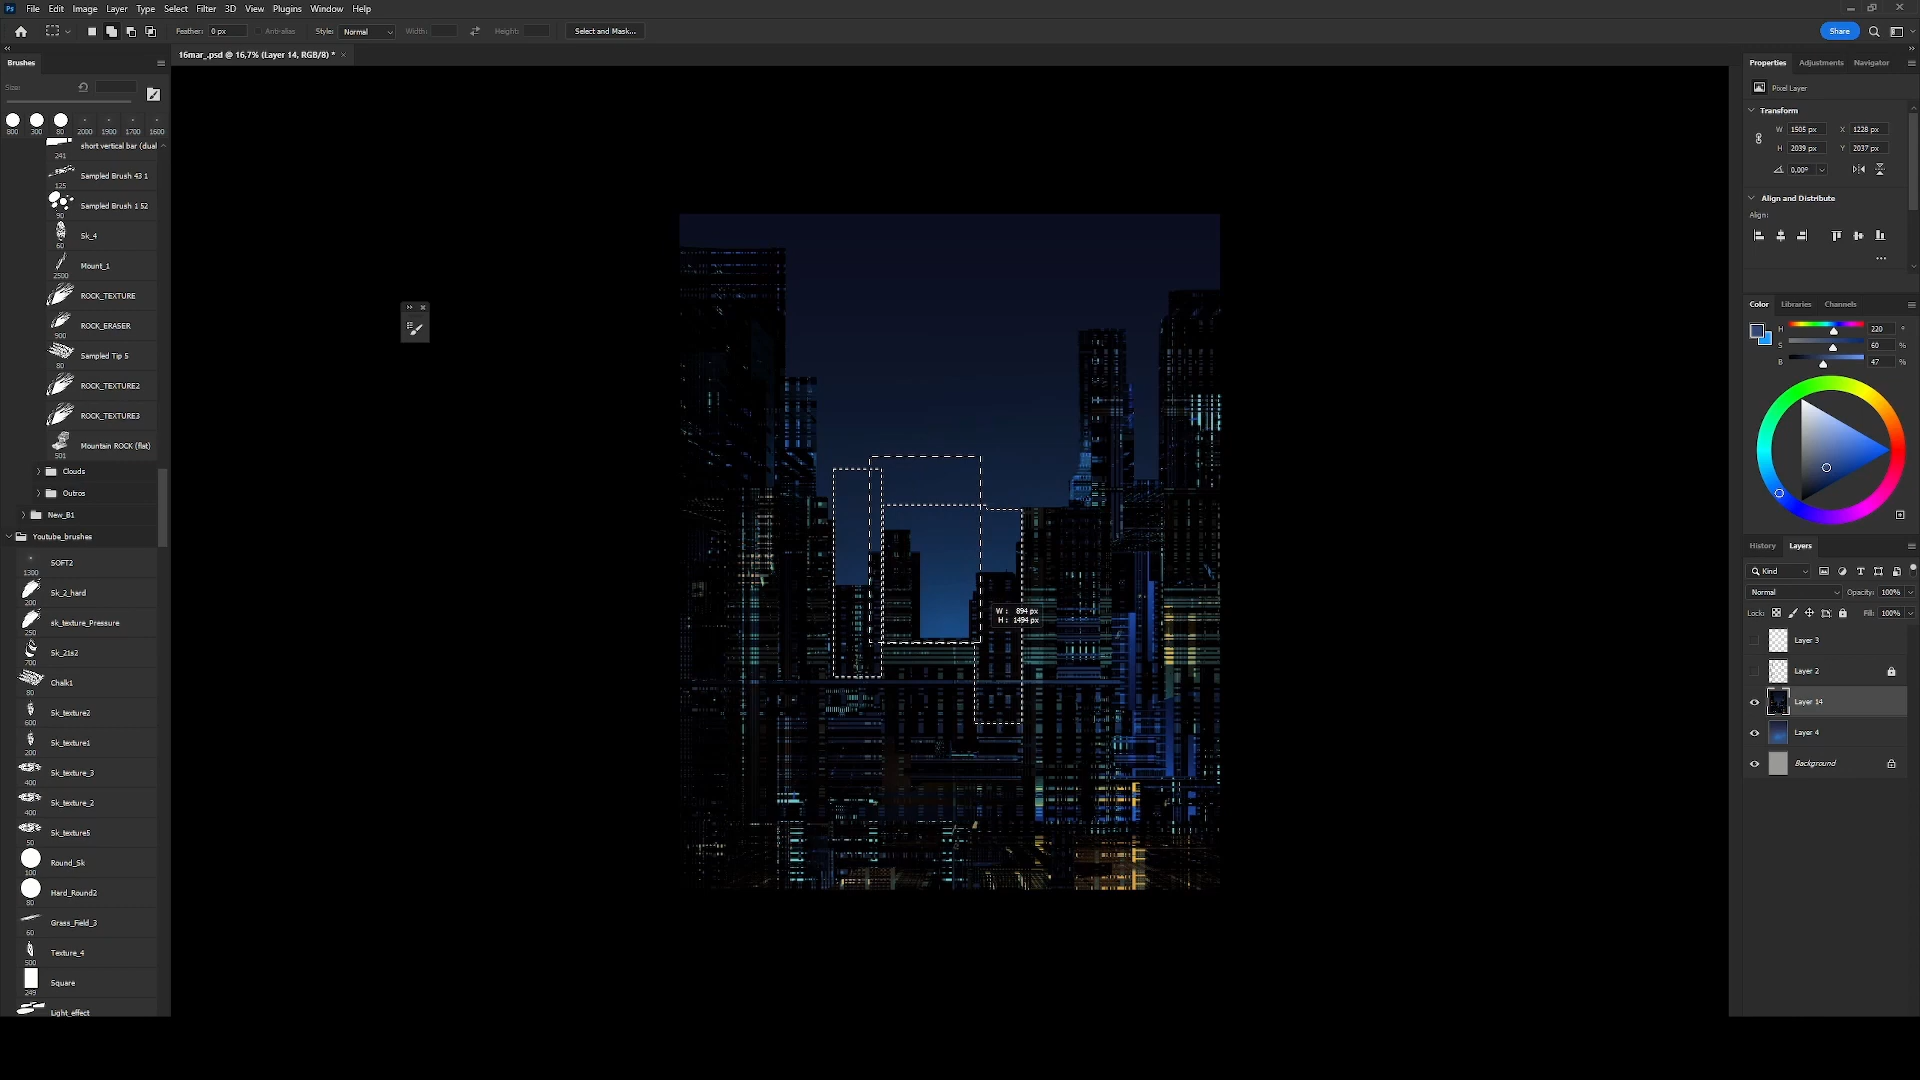 Ps File Edit Image Layer Type Select Filter 3D View Plugins Window Help
Feather: 0 px Anti-alias Style: Normal Width: Height: Select and Mask... Share
16mar_.psd @ 16,7% (Layer 14, RGB/8) *
Brushes
Size:
800 300 80 2000 1900 1700 1600
short vertical bar (dual
241
Sampled Brush 43 1
125
Sampled Brush 1 52
90
Sk_4
60
Mount_1
2500
ROCK_TEXTURE
ROCK_ERASER
900
Sampled Tip 5
80
ROCK_TEXTURE2
ROCK_TEXTURE3
Mountain ROCK (flat)
501
Clouds
Outros
New_B1
Youtube_brushes
SOFT2
1300
Sk_2_hard
200
sk_texture_Pressure
250
Sk_21s2
700
Chalk1
80
Sk_texture2
600
Sk_texture1
200
Sk_texture_3
400
Sk_texture_2
400
Sk_texture5
50
Round_Sk
100
Hard_Round2
80
Grass_Field_3
60
Texture_4
500
Square
249
Light_effect
W : 894 px
H : 1494 px
Properties Adjustments Navigator
Pixel Layer
Transform
W 1505 px X 1228 px
H 2039 px Y 2037 px
0,00°
Align and Distribute
Align:
Color Libraries Channels
H 220 °
S 60 %
B 47 %
History Layers
Kind
Normal Opacity: 100%
Lock: Fill: 100%
Layer 3
Layer 2
Layer 14
Layer 4
Background